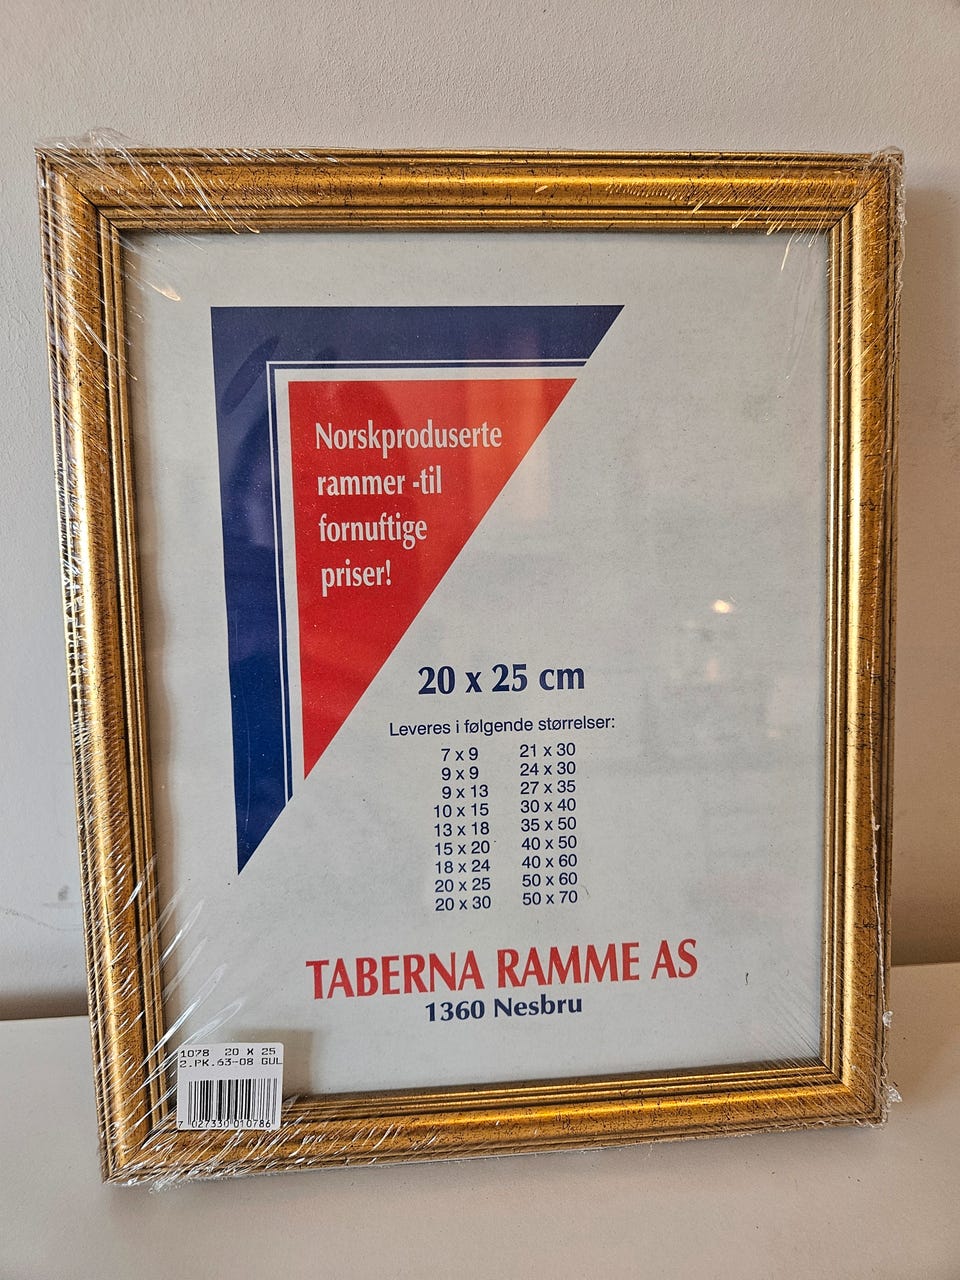 Norskproduserte
rammer -til
fornuftige
priser!
20 x 25 cm
Leveres i følgende størrelser:
7 x 9 21 x 30
9 x 9 24 x 30
9 x 13 27 x 35
10 x 15 30 x 40
13 x 18 35 x 50
15 x 20 40 x 50
18 x 24 40 x 60
20 x 25 50 x 60
20 x 30 50 x 70
TABERNA RAMME AS
1360 Nesbru
1078 20 X 25
2.PK.63-08 GUL
7 027330 010786